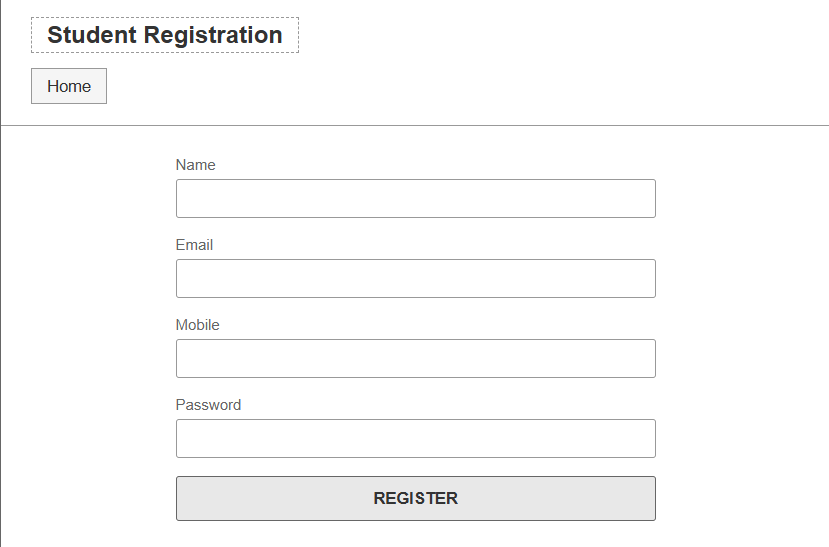 Student Registration
Home
Name
Email
Mobile
Password
REGISTER